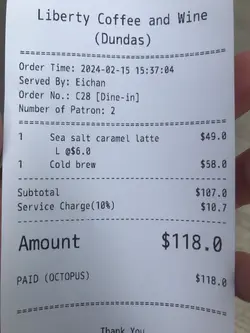 Liberty Coffee and Wine
(Dundas)
Order Time: 2024-02-15 15:37:04
Served By: Eichan
Order No.: C28 [Dine-in]
Number of Patron: 2
1 Sea salt caramel latte $49.0
L @$6.0
1 Cold brew $58.0
Subtotal $107.0
Service Charge(10%) $10.7
Amount $118.0
PAID (OCTOPUS) $118.0
Thank You